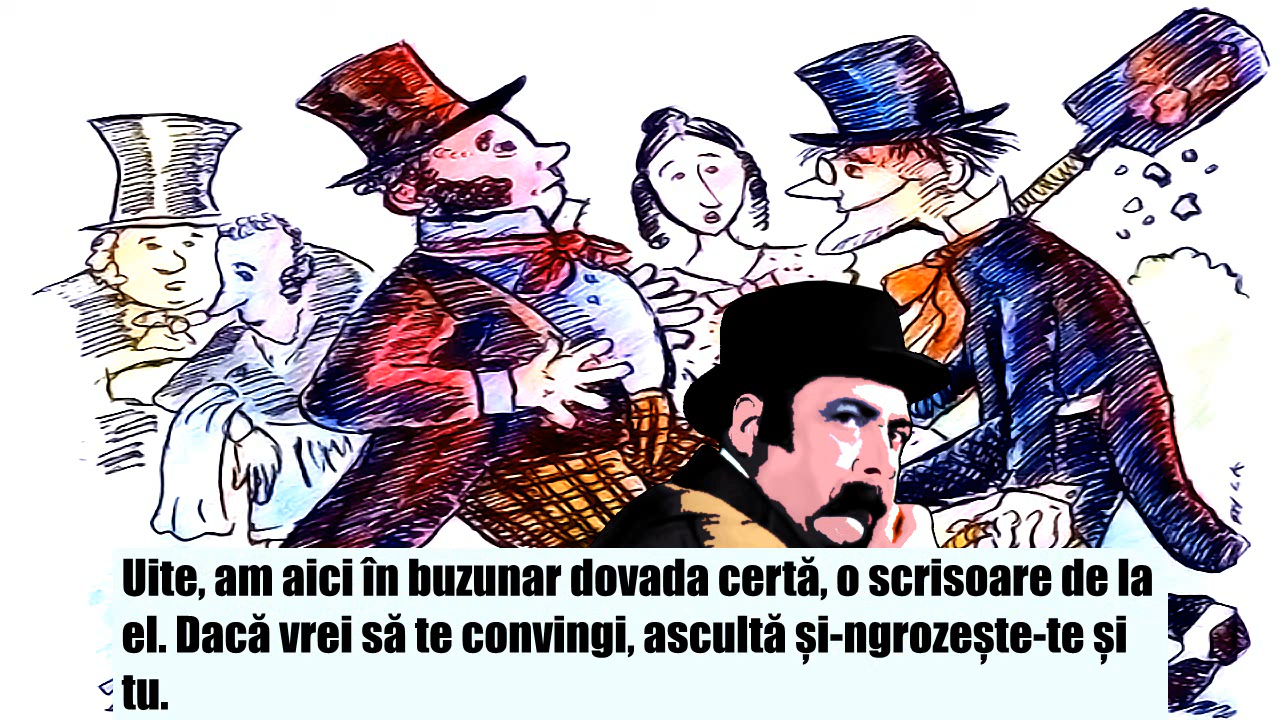 Uite, am aici în buzunar dovada certă, o scrisoare de la
el. Dacă vrei să te convingi, ascultă și-ngrozește-te și
tu.